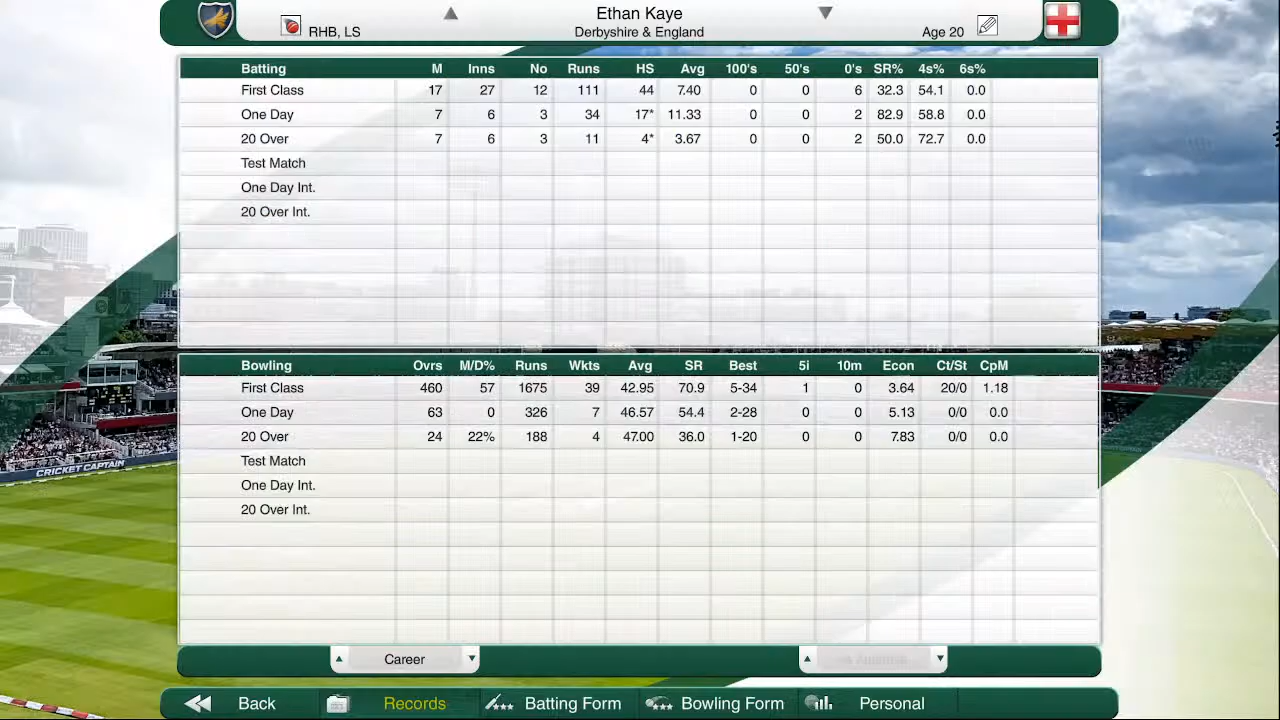 Ethan Kaye
RHB, LS
Derbyshire & England
Age 20
Batting M Inns No Runs HS Avg 100's 50's 0's SR% 4s% 6s%
First Class 17 27 12 111 44 7.40 0 0 6 32.3 54.1 0.0
One Day 7 6 3 34 17* 11.33 0 0 2 82.9 58.8 0.0
20 Over 7 6 3 11 4* 3.67 0 0 2 50.0 72.7 0.0
Test Match
One Day Int.
20 Over Int.
Bowling Ovrs M/D% Runs Wkts Avg SR Best 5i 10m Econ Ct/St CpM
First Class 460 57 1675 39 42.95 70.9 5-34 1 0 3.64 20/0 1.18
One Day 63 0 326 7 46.57 54.4 2-28 0 0 5.13 0/0 0.0
20 Over 24 22% 188 4 47.00 36.0 1-20 0 0 7.83 0/0 0.0
Test Match
One Day Int.
20 Over Int.
CRICKET CAPTAIN
Career
Back Records Batting Form Bowling Form Personal